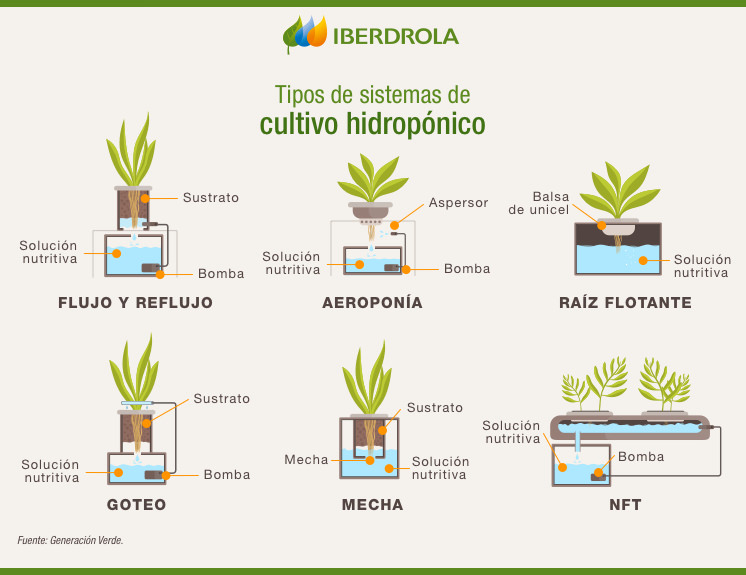 IBERDROLA
Tipos de sistemas de
cultivo hidropónico
Sustrato
Solución
nutritiva
Bomba
FLUJO Y REFLUJO
Aspersor
Solución
nutritiva
Bomba
AEROPONÍA
Balsa
de unicel
Solución
nutritiva
RAÍZ FLOTANTE
Sustrato
Solución
nutritiva
Bomba
GOTEO
Sustrato
Mecha
Solución
nutritiva
MECHA
Solución
nutritiva
Bomba
NFT
Fuente: Generación Verde.